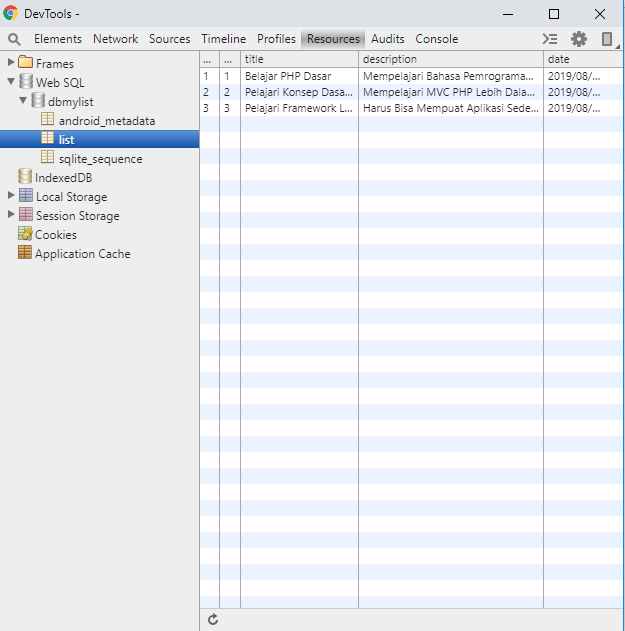 DevTools -
Elements Network Sources Timeline Profiles Resources Audits Console
Frames
Web SQL
dbmylist
android_metadata
list
sqlite_sequence
IndexedDB
Local Storage
Session Storage
Cookies
Application Cache
... ... title description date
1 1 Belajar PHP Dasar Mempelajari Bahasa Pemrograma... 2019/08/...
2 2 Pelajari Konsep Dasa... Mempelajari MVC PHP Lebih Dala... 2019/08/...
3 3 Pelajari Framework L... Harus Bisa Mempuat Aplikasi Sede... 2019/08/...